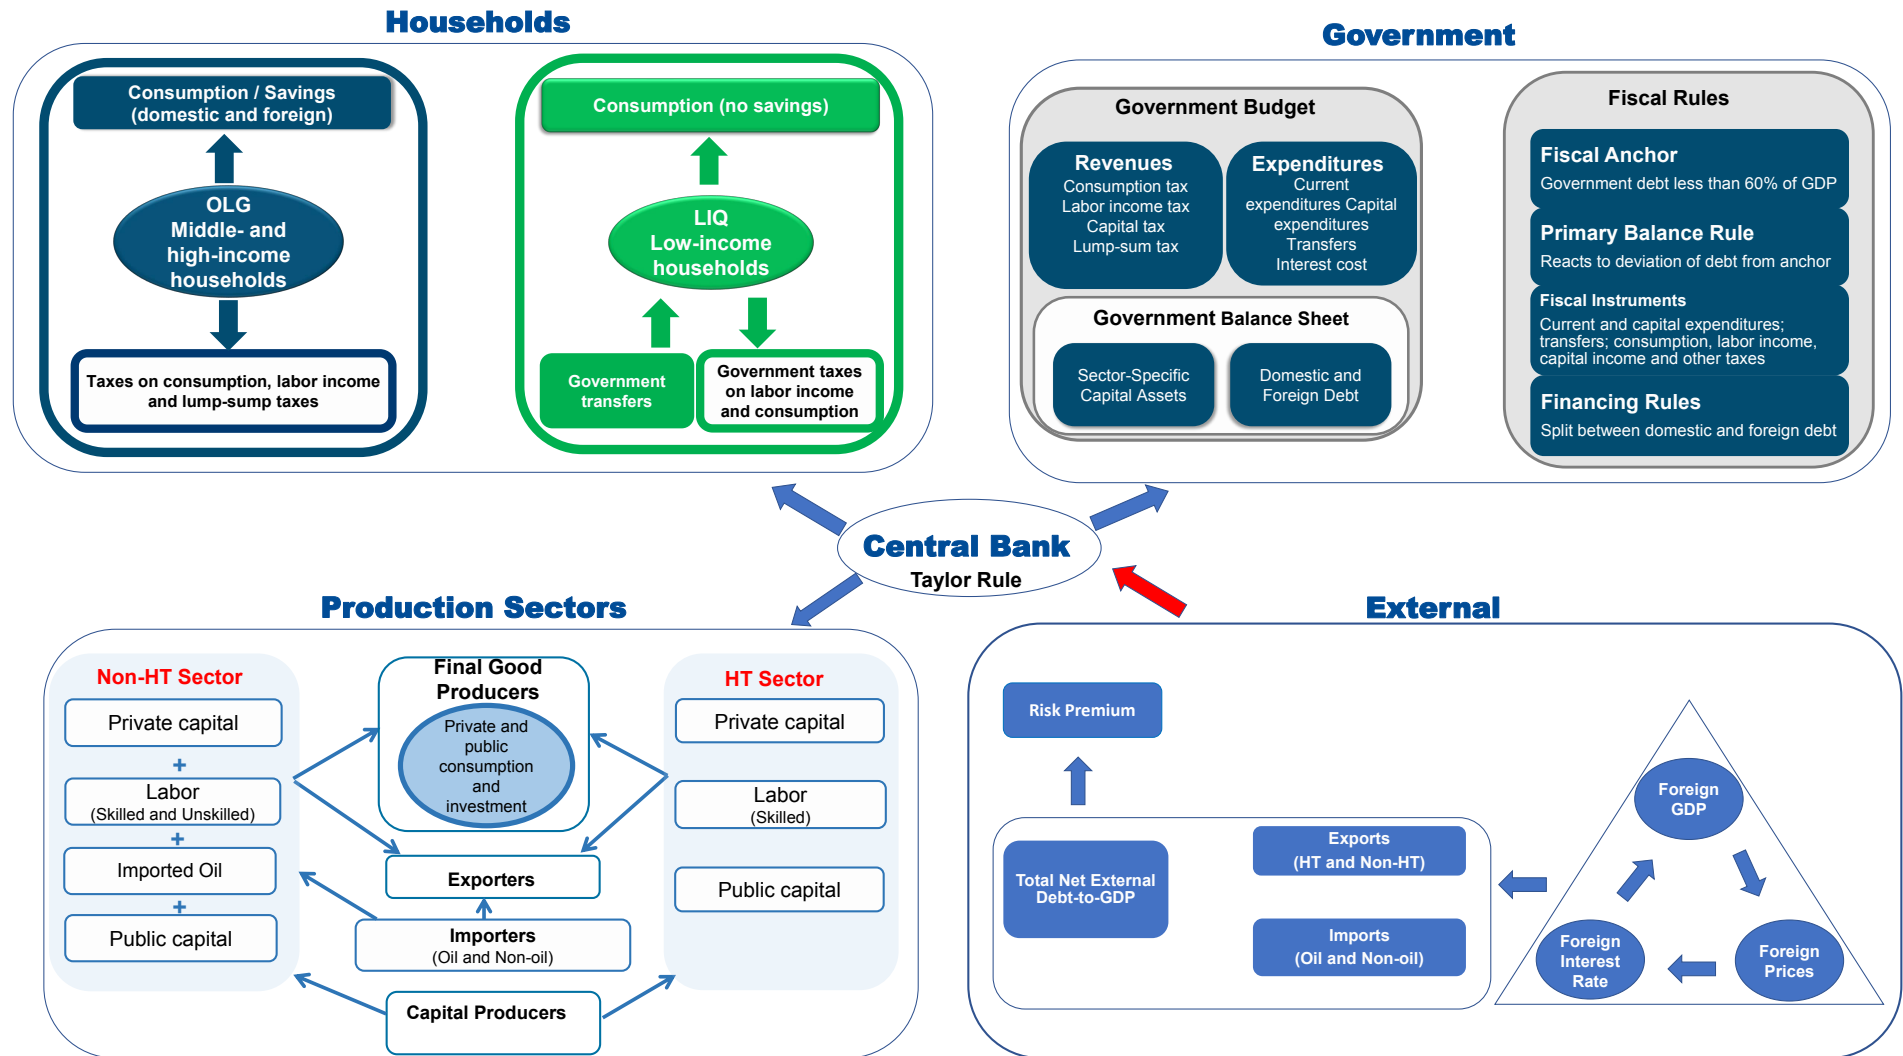 Households
Consumption / Savings
(domestic and foreign)
OLG
Middle- and
high-income
households
Taxes on consumption, labor income
and lump-sump taxes
Consumption (no savings)
LIQ
Low-income
households
Government
transfers
Government taxes
on labor income
and consumption
Government
Government Budget
Revenues
Consumption tax
Labor income tax
Capital tax
Lump-sum tax
Expenditures
Current
expenditures Capital
expenditures
Transfers
Interest cost
Government Balance Sheet
Sector-Specific
Capital Assets
Domestic and
Foreign Debt
Fiscal Rules
Fiscal Anchor
Government debt less than 60% of GDP
Primary Balance Rule
Reacts to deviation of debt from anchor
Fiscal Instruments
Current and capital expenditures;
transfers; consumption, labor income,
capital income and other taxes
Financing Rules
Split between domestic and foreign debt
Central Bank
Taylor Rule
Production Sectors
Non-HT Sector
Private capital
+
Labor
(Skilled and Unskilled)
+
Imported Oil
+
Public capital
Final Good
Producers
Private and
public
consumption
and
investment
Exporters
Importers
(Oil and Non-oil)
Capital Producers
HT Sector
Private capital
Labor
(Skilled)
Public capital
External
Risk Premium
Total Net External
Debt-to-GDP
Exports
(HT and Non-HT)
Imports
(Oil and Non-oil)
Foreign
GDP
Foreign
Interest
Rate
Foreign
Prices